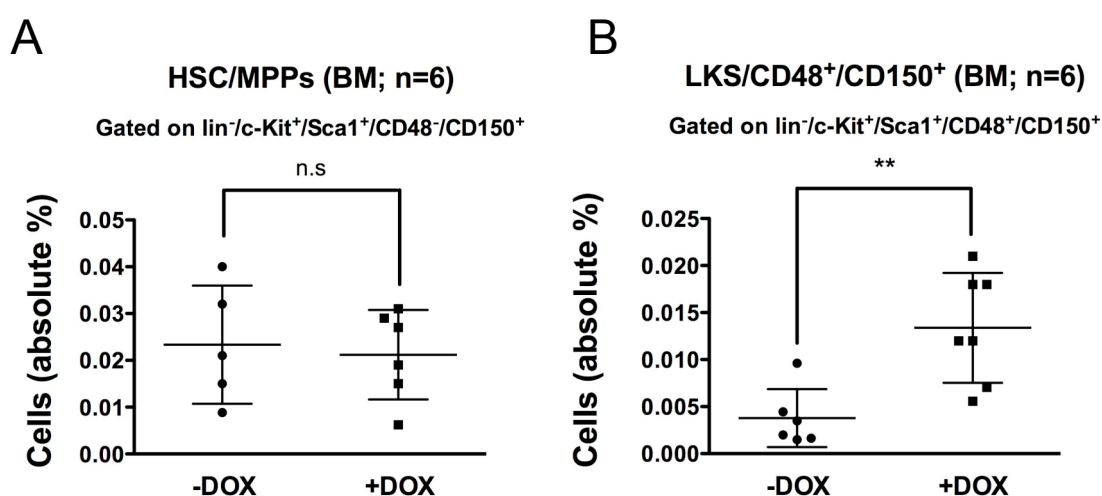 A
HSC/MPPs (BM; n=6)
Gated on lin⁻/c-Kit⁺/Sca1⁺/CD48⁻/CD150⁺
n.s
Cells (absolute %)
0.05
0.04
0.03
0.02
0.01
0.00
-DOX +DOX
B
LKS/CD48⁺/CD150⁺ (BM; n=6)
Gated on lin⁻/c-Kit⁺/Sca1⁺/CD48⁺/CD150⁺
**
Cells (absolute %)
0.025
0.020
0.015
0.010
0.005
0.000
-DOX +DOX